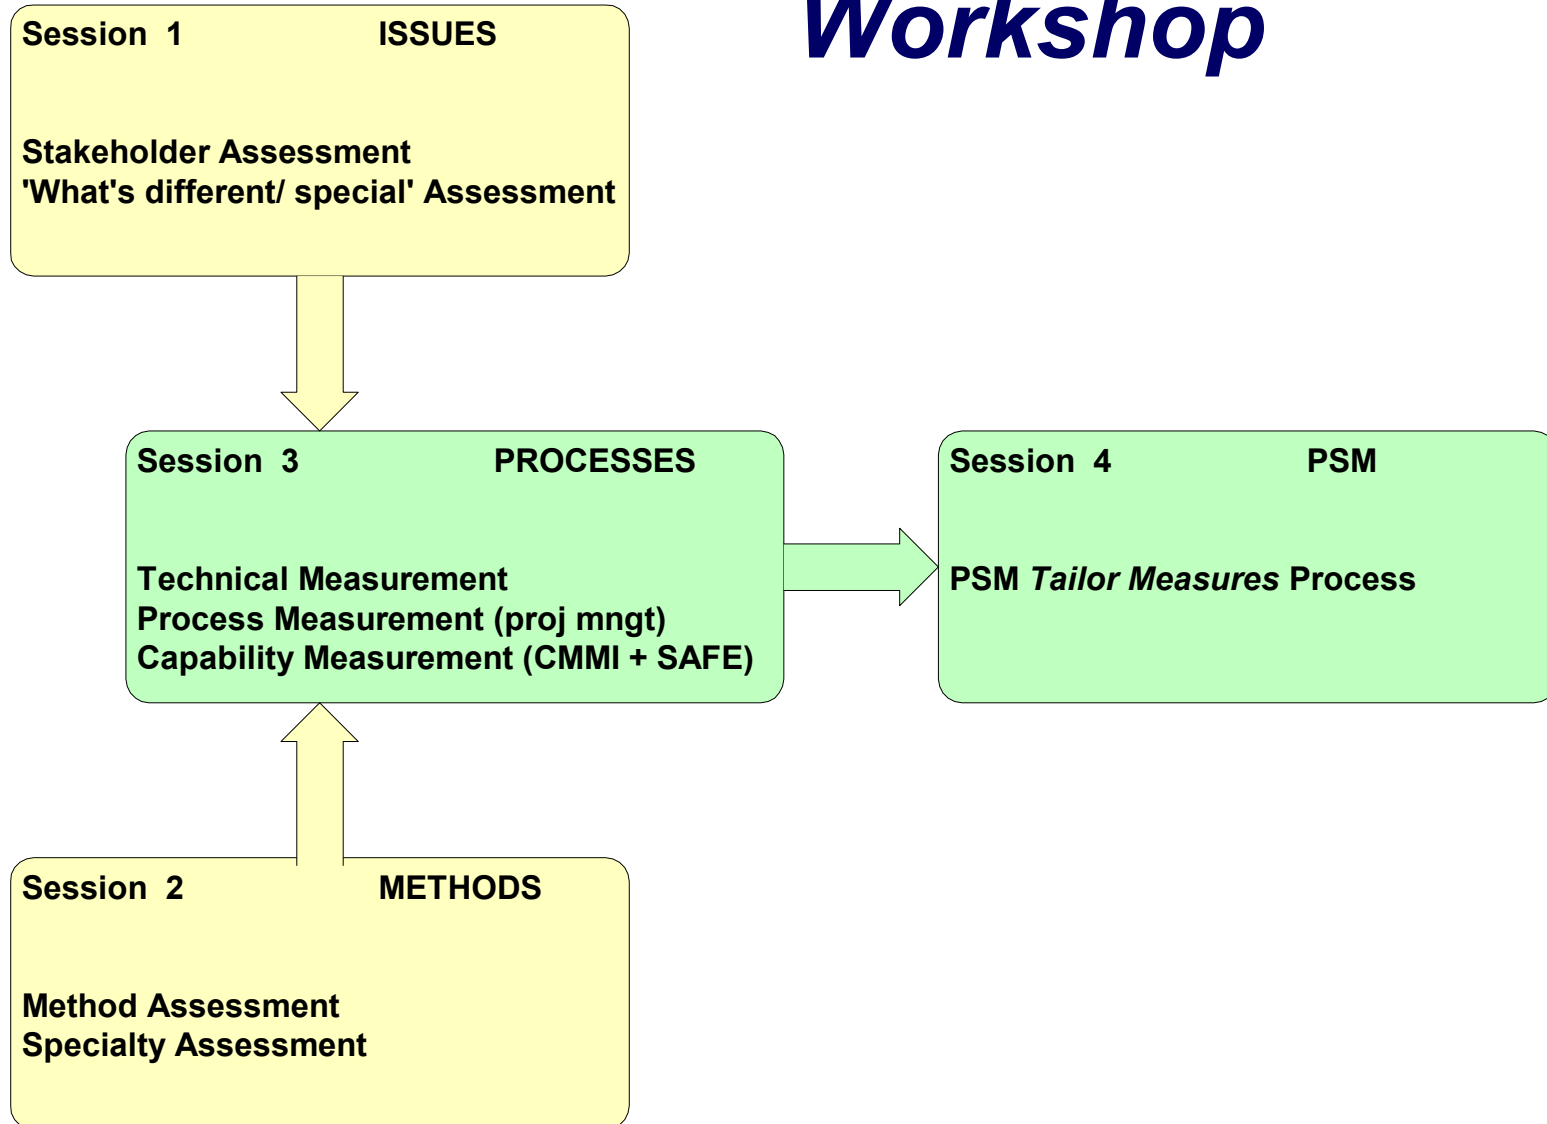 Workshop
Session 1 ISSUES
Stakeholder Assessment
'What's different/ special' Assessment
Session 3 PROCESSES
Technical Measurement
Process Measurement (proj mngt)
Capability Measurement (CMMI + SAFE)
Session 4 PSM
PSM Tailor Measures Process
Session 2 METHODS
Method Assessment
Specialty Assessment